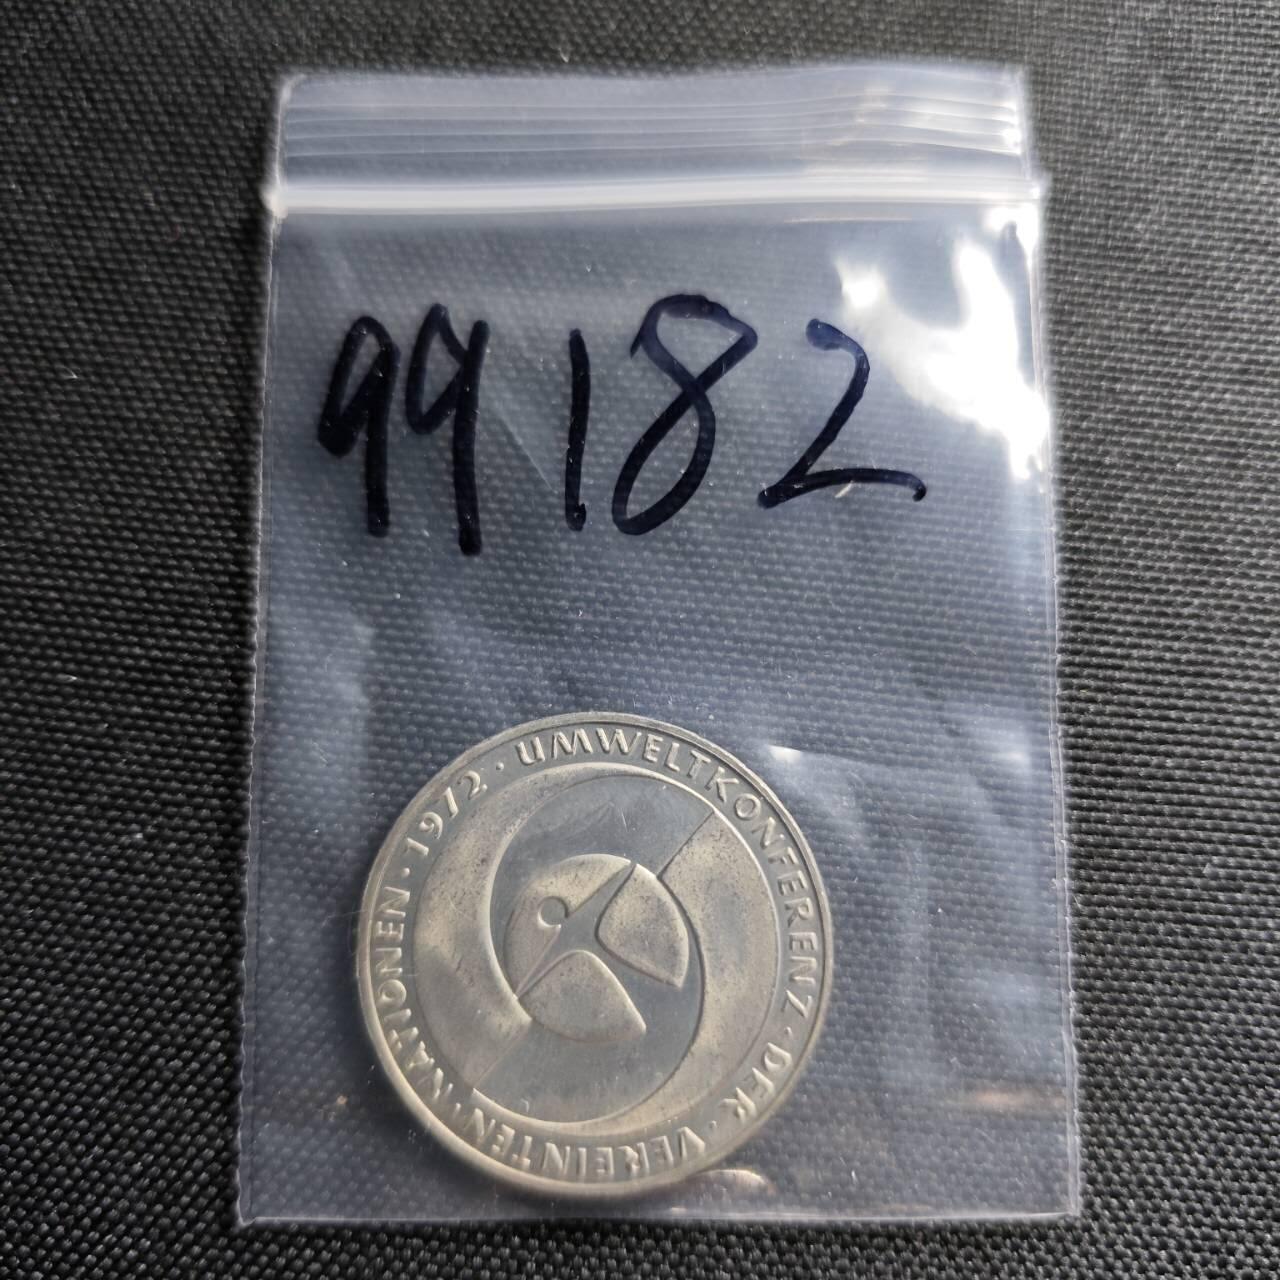 99182
UMWELTKONFERENZ · DER · VEREINTEN · NATIONEN · 1972 ·